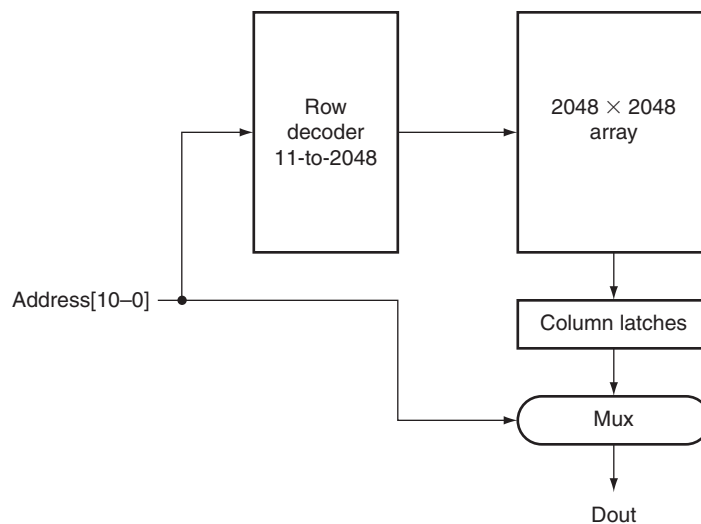 Row
decoder
11-to-2048
2048 × 2048
array
Address[10–0]
Column latches
Mux
Dout